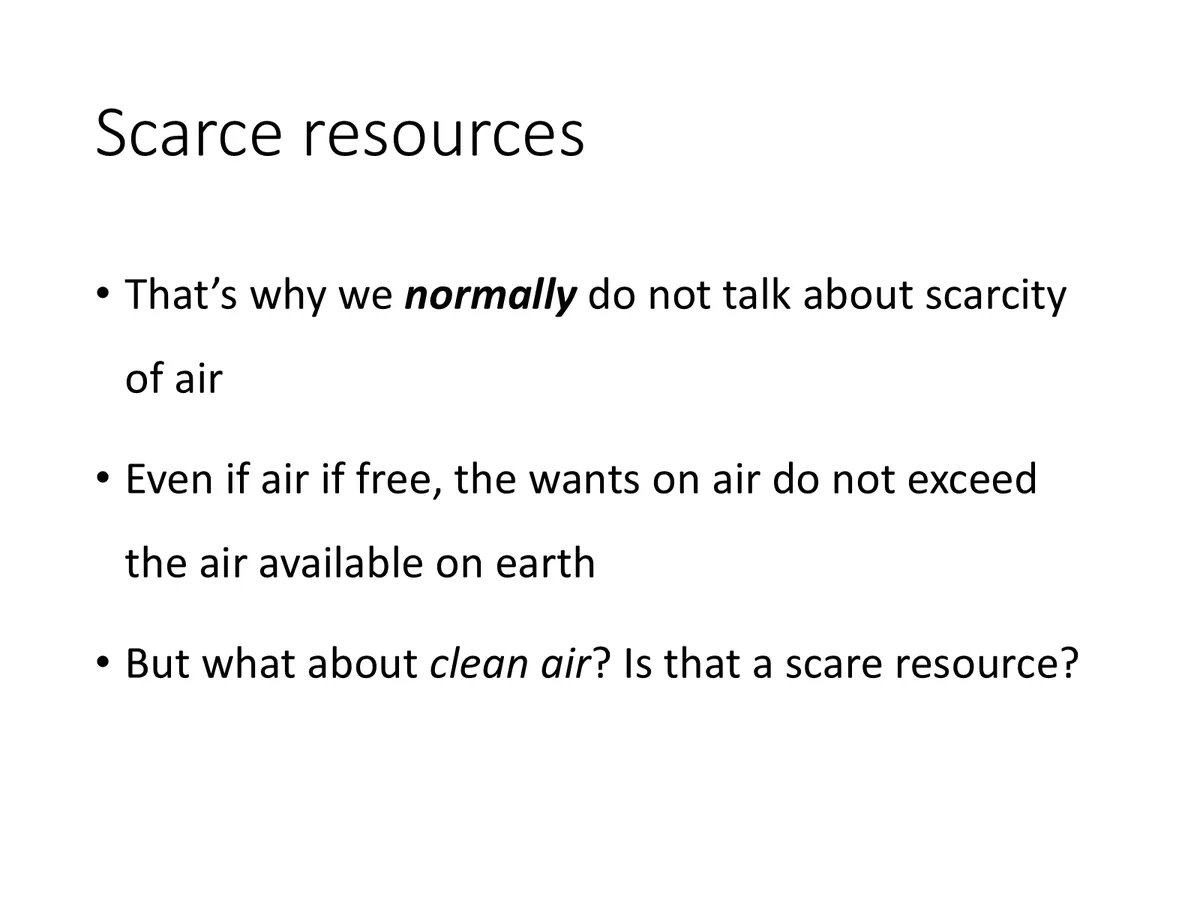 Scarce resources
• That’s why we normally do not talk about scarcity
of air
• Even if air if free, the wants on air do not exceed
the air available on earth
• But what about clean air? Is that a scare resource?